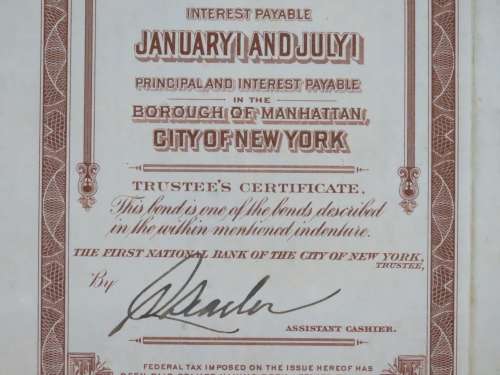 INTEREST PAYABLE
JANUARY 1 AND JULY 1
PRINCIPAL AND INTEREST PAYABLE
IN THE
BOROUGH OF MANHATTAN,
CITY OF NEW YORK
TRUSTEE'S CERTIFICATE.
This bond is one of the bonds described
in the within mentioned indenture.
THE FIRST NATIONAL BANK OF THE CITY OF NEW YORK,
TRUSTEE,
By
ASSISTANT CASHIER.
FEDERAL TAX IMPOSED ON THE ISSUE HEREOF HAS